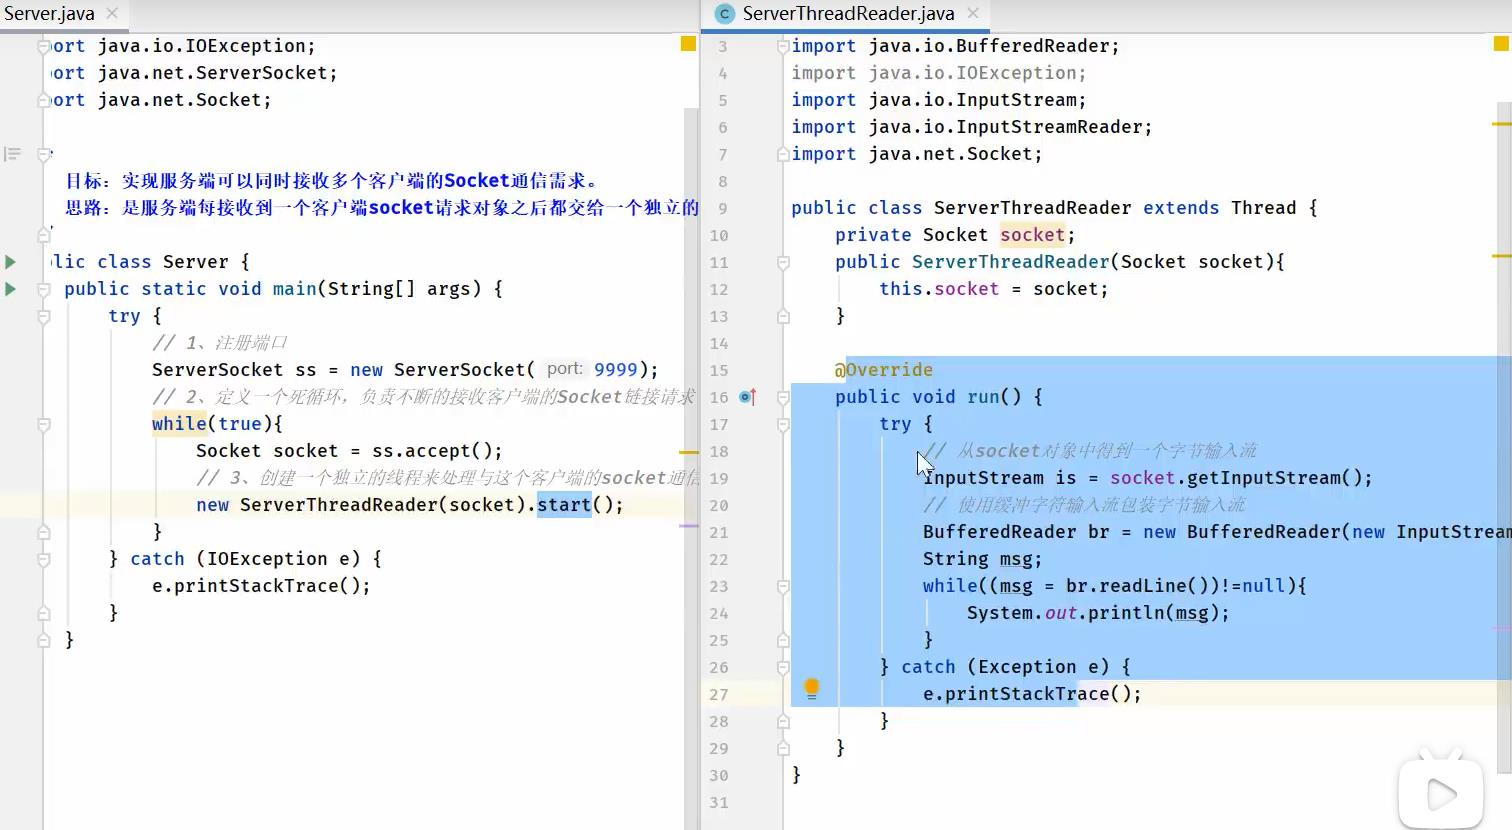 Server.java
ort java.io.IOException;
ort java.net.ServerSocket;
ort java.net.Socket;
目标：实现服务端可以同时接收多个客户端的Socket通信需求。
思路：是服务端每接收到一个客户端socket请求对象之后都交给一个独立的
lic class Server {
public static void main(String[] args) {
try {
// 1、注册端口
ServerSocket ss = new ServerSocket( port: 9999);
// 2、定义一个死循环，负责不断的接收客户端的Socket链接请求
while(true){
Socket socket = ss.accept();
// 3、创建一个独立的线程来处理与这个客户端的socket通信
new ServerThreadReader(socket).start();
}
} catch (IOException e) {
e.printStackTrace();
}
}
ServerThreadReader.java
3 import java.io.BufferedReader;
4 import java.io.IOException;
5 import java.io.InputStream;
6 import java.io.InputStreamReader;
7 import java.net.Socket;
8
9 public class ServerThreadReader extends Thread {
10 private Socket socket;
11 public ServerThreadReader(Socket socket){
12 this.socket = socket;
13 }
14
15 @Override
16 public void run() {
17 try {
18 // 从socket对象中得到一个字节输入流
19 InputStream is = socket.getInputStream();
20 // 使用缓冲字符输入流包装字节输入流
21 BufferedReader br = new BufferedReader(new InputStream
22 String msg;
23 while((msg = br.readLine())!=null){
24 System.out.println(msg);
25 }
26 } catch (Exception e) {
27 e.printStackTrace();
28 }
29 }
30 }
31